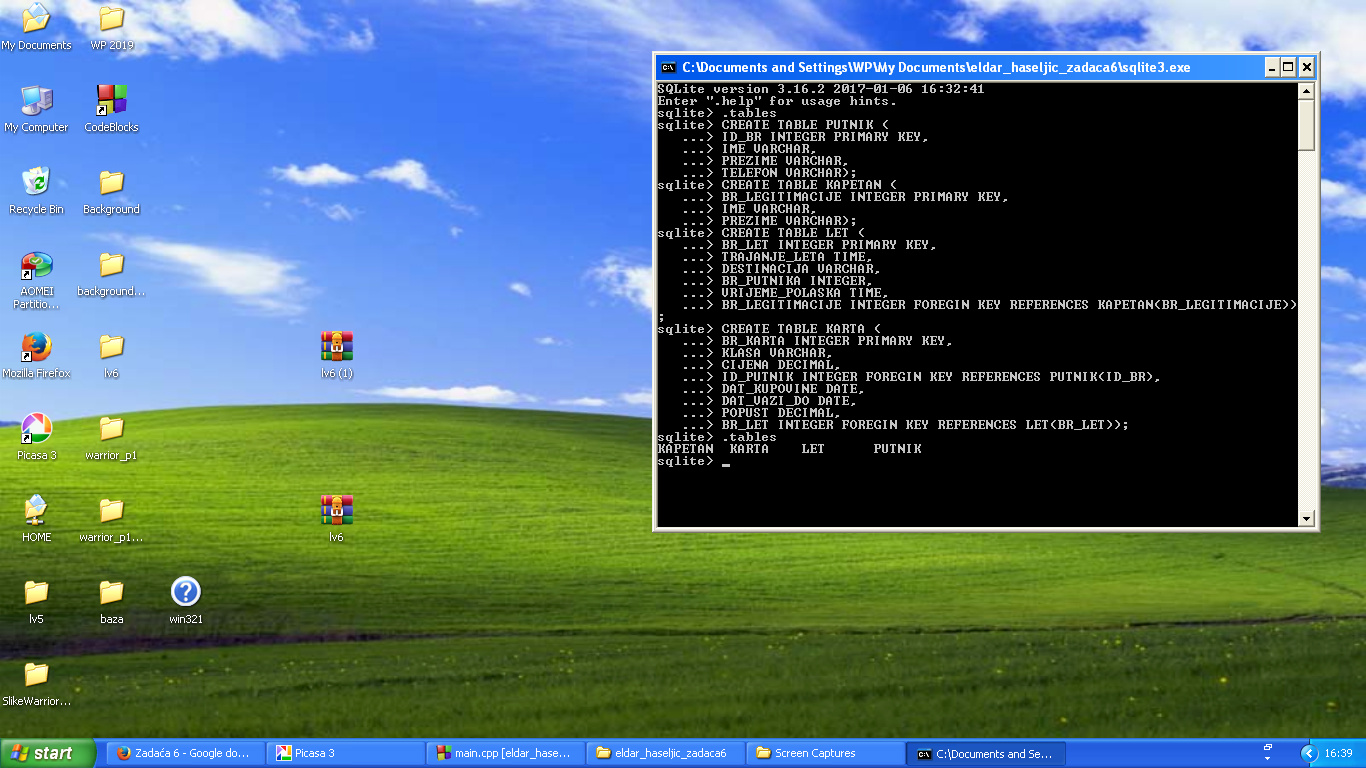 My Documents
WP 2019
My Computer
CodeBlocks
Recycle Bin
Background
AOMEI
Partitio...
background...
Mozilla Firefox
lv6
lv6 (1)
Picasa 3
warrior_p1
HOME
warrior_p1...
lv6
lv5
baza
win321
SlikeWarrior...
C:\Documents and Settings\WP\My Documents\eldar_haseljic_zadaca6\sqlite3.exe
SQLite version 3.16.2 2017-01-06 16:32:41
Enter ".help" for usage hints.
sqlite> .tables
sqlite> CREATE TABLE PUTNIK (
...> ID_BR INTEGER PRIMARY KEY,
...> IME VARCHAR,
...> PREZIME VARCHAR,
...> TELEFON VARCHAR);
sqlite> CREATE TABLE KAPETAN (
...> BR_LEGITIMACIJE INTEGER PRIMARY KEY,
...> IME VARCHAR,
...> PREZIME VARCHAR);
sqlite> CREATE TABLE LET (
...> BR_LET INTEGER PRIMARY KEY,
...> TRAJANJE_LETA TIME,
...> DESTINACIJA VARCHAR,
...> BR_PUTNIKA INTEGER,
...> VRIJEME_POLASKA TIME,
...> BR_LEGITIMACIJE INTEGER FOREGIN KEY REFERENCES KAPETAN(BR_LEGITIMACIJE))
;
sqlite> CREATE TABLE KARTA (
...> BR_KARTA INTEGER PRIMARY KEY,
...> KLASA VARCHAR,
...> CIJENA DECIMAL,
...> ID_PUTNIK INTEGER FOREGIN KEY REFERENCES PUTNIK(ID_BR),
...> DAT_KUPOVINE DATE,
...> DAT_VAZI_DO DATE,
...> POPUST DECIMAL,
...> BR_LET INTEGER FOREGIN KEY REFERENCES LET(BR_LET));
sqlite> .tables
KAPETAN KARTA LET PUTNIK
sqlite> _
start
Zadaća 6 - Google do...
Picasa 3
main.cpp [eldar_hase...
eldar_haseljic_zadaca6
Screen Captures
C:\Documents and Se...
16:39